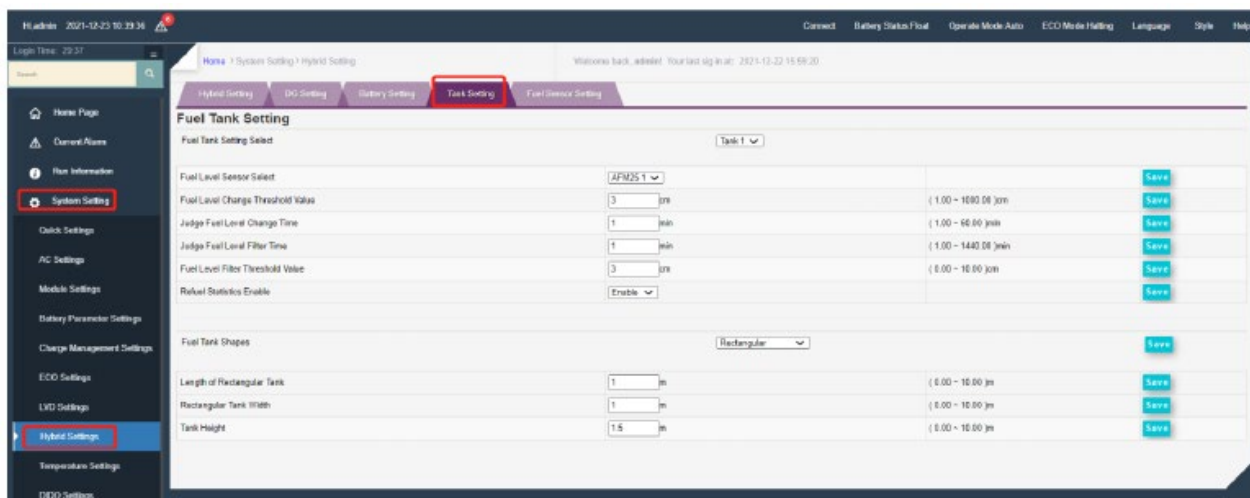 Hi,admin 2021-12-23 10:39:36 Connect Battery Status Float Operate Mode Auto ECO Mode Halting Language Style Help
Login Time: 29:37
Search
Home > System Setting > Hybrid Setting Welcome back, admin! Your last sig in at: 2021-12-22 15:59:20
Hybrid Setting DG Setting Battery Setting Tank Setting Fuel Sensor Setting
Home Page
Current Alarm
Run Information
System Setting
Quick Settings
AC Settings
Module Settings
Battery Parameter Settings
Charge Management Settings
ECO Settings
LVD Settings
Hybrid Settings
Temperature Settings
DIDO Settings
Fuel Tank Setting
Fuel Tank Setting Select Tank 1
Fuel Level Sensor Select AFM25 1 Save
Fuel Level Change Threshold Value 3 cm ( 1.00 ~ 1000.00 )cm Save
Judge Fuel Level Change Time 1 min ( 1.00 ~ 60.00 )min Save
Judge Fuel Level Filter Time 1 min ( 1.00 ~ 1440.00 )min Save
Fuel Level Filter Threshold Value 3 cm ( 0.00 ~ 10.00 )cm Save
Refuel Statistics Enable Enable Save
Fuel Tank Shapes Rectangular Save
Length of Rectangular Tank 1 m ( 0.00 ~ 10.00 )m Save
Rectangular Tank Width 1 m ( 0.00 ~ 10.00 )m Save
Tank Height 1.5 m ( 0.00 ~ 10.00 )m Save